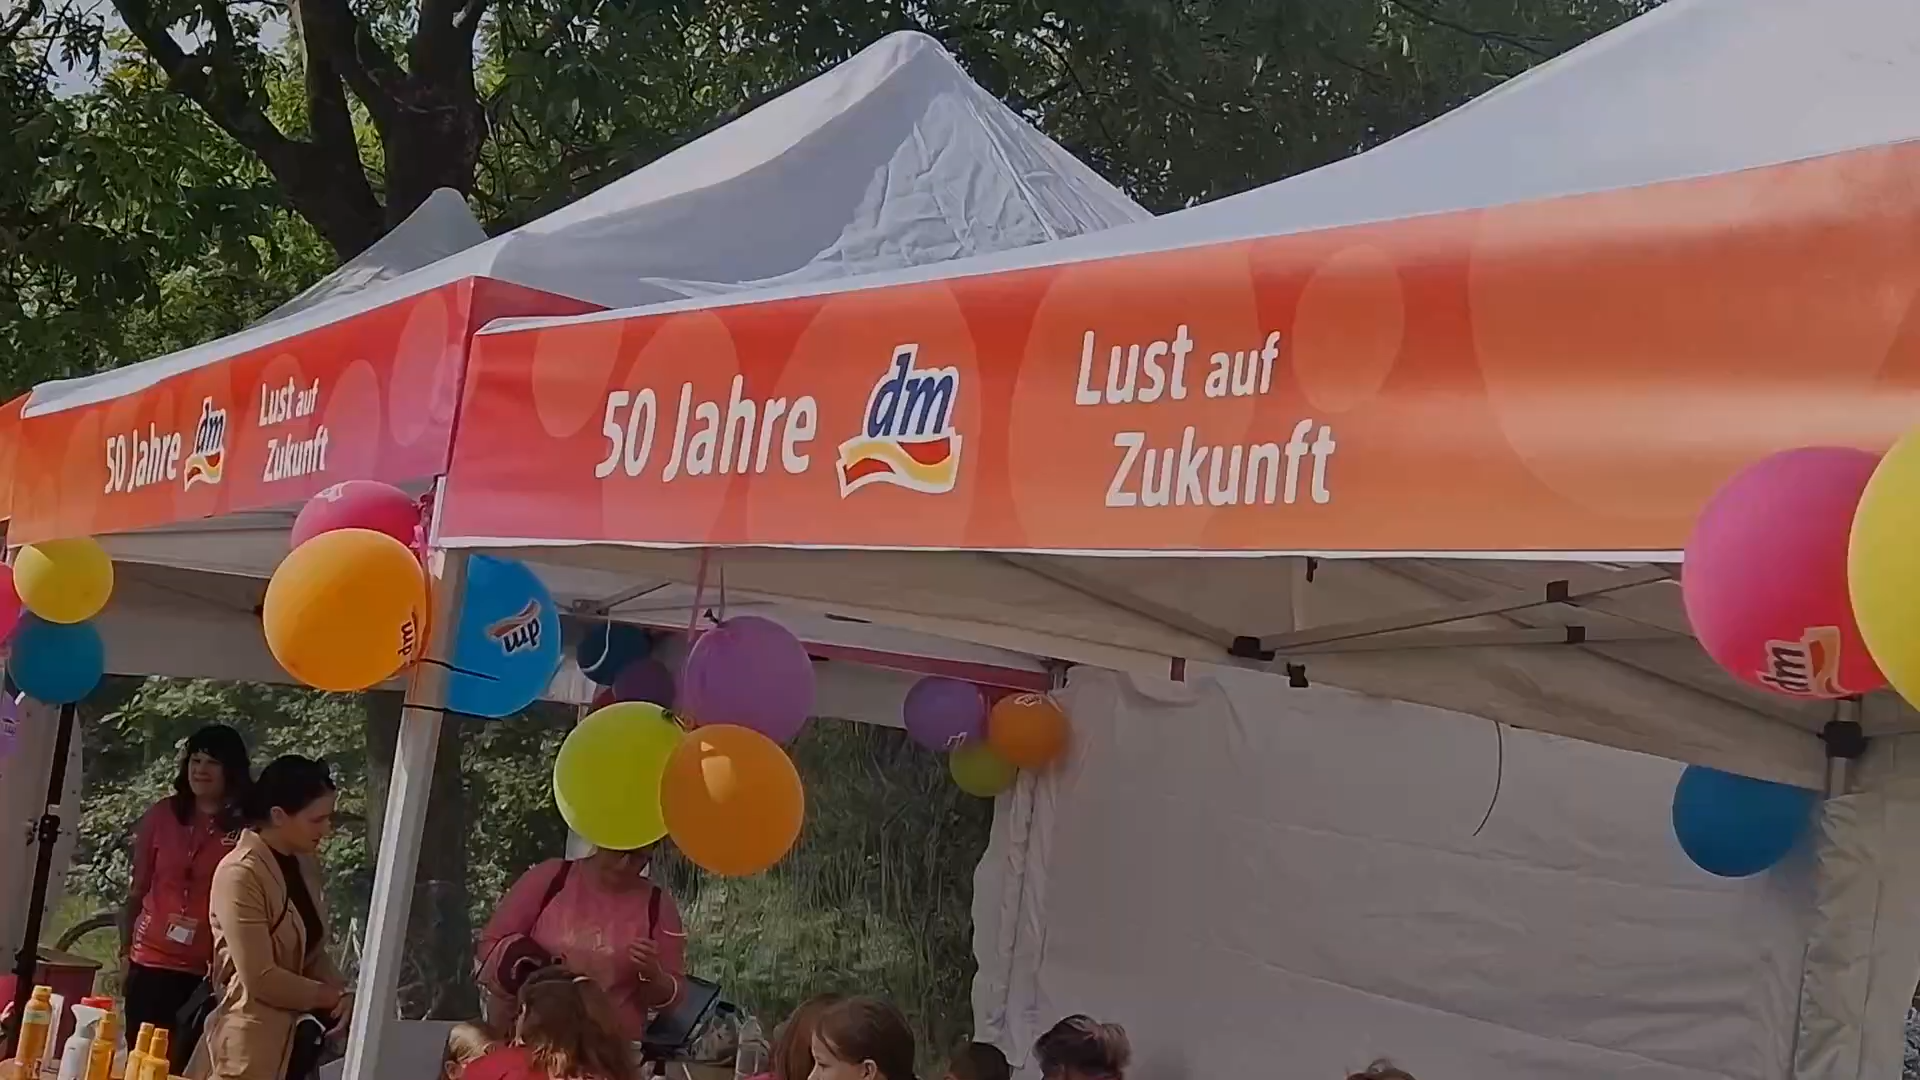 50 Jahre dm Lust auf
Zukunft
50 Jahre dm Lust auf
Zukunft
dm
dm
dm